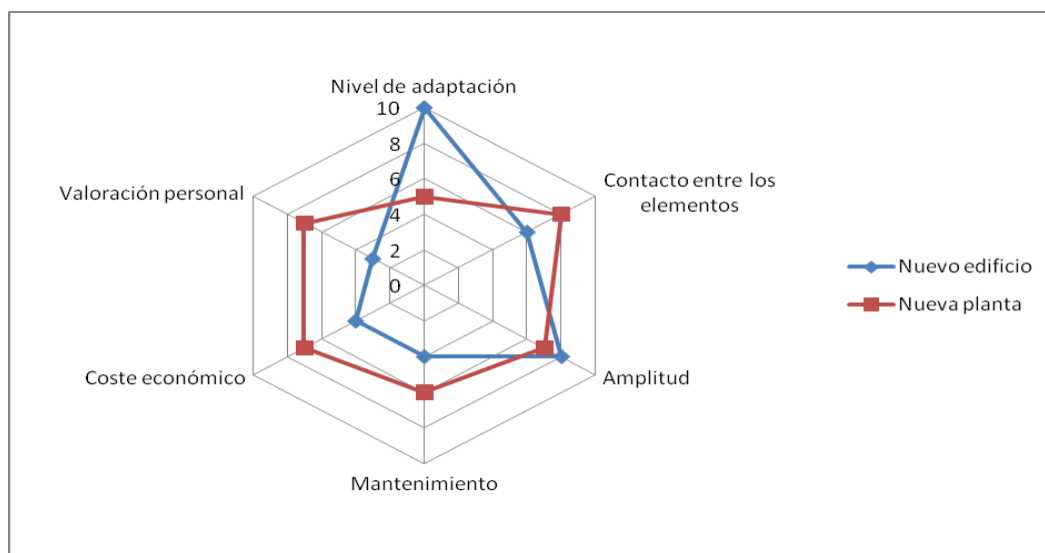 Nivel de adaptación
10
8
6
4
2
0
Contacto entre los
elementos
Amplitud
Mantenimiento
Coste económico
Valoración personal
Nuevo edificio
Nueva planta